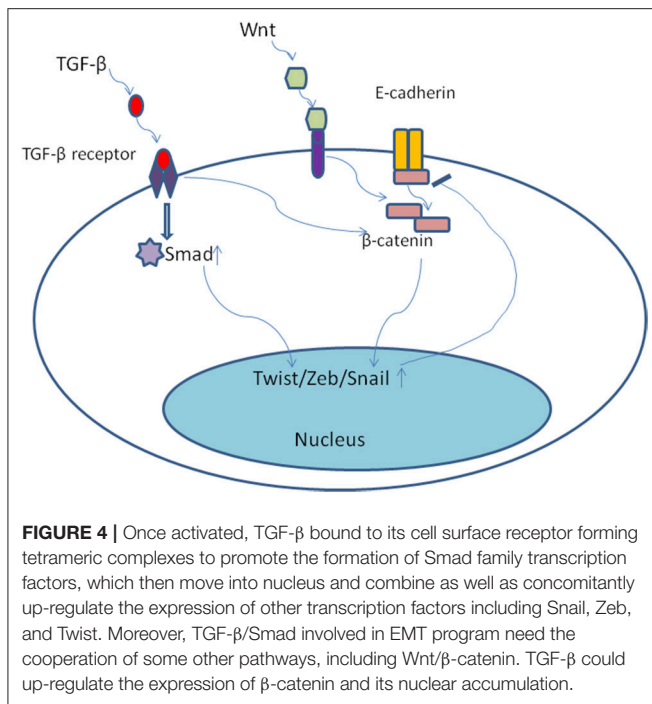 Wnt
TGF-β
E-cadherin
TGF-β receptor
β-catenin
Smad↑
Twist/Zeb/Snail ↑
Nucleus
FIGURE 4 | Once activated, TGF-β bound to its cell surface receptor forming
tetrameric complexes to promote the formation of Smad family transcription
factors, which then move into nucleus and combine as well as concomitantly
up-regulate the expression of other transcription factors including Snail, Zeb,
and Twist. Moreover, TGF-β/Smad involved in EMT program need the
cooperation of some other pathways, including Wnt/β-catenin. TGF-β could
up-regulate the expression of β-catenin and its nuclear accumulation.